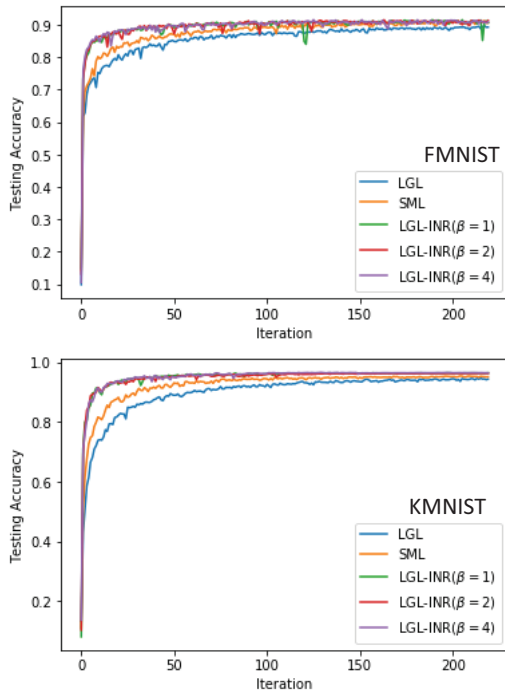 0.9
0.8
0.7
0.6
0.5
0.4
0.3
0.2
0.1
Testing Accuracy
FMNIST
LGL
SML
LGL-INR(β = 1)
LGL-INR(β = 2)
LGL-INR(β = 4)
0 50 100 150 200
Iteration
1.0
0.8
0.6
0.4
0.2
Testing Accuracy
KMNIST
LGL
SML
LGL-INR(β = 1)
LGL-INR(β = 2)
LGL-INR(β = 4)
0 50 100 150 200
Iteration